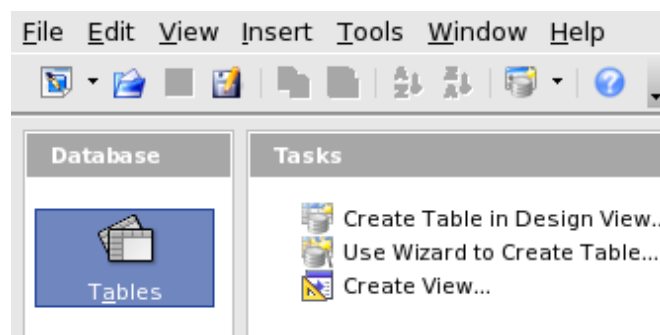 File Edit View Insert Tools Window Help
Database
Tasks
Tables
Create Table in Design View..
Use Wizard to Create Table...
Create View...